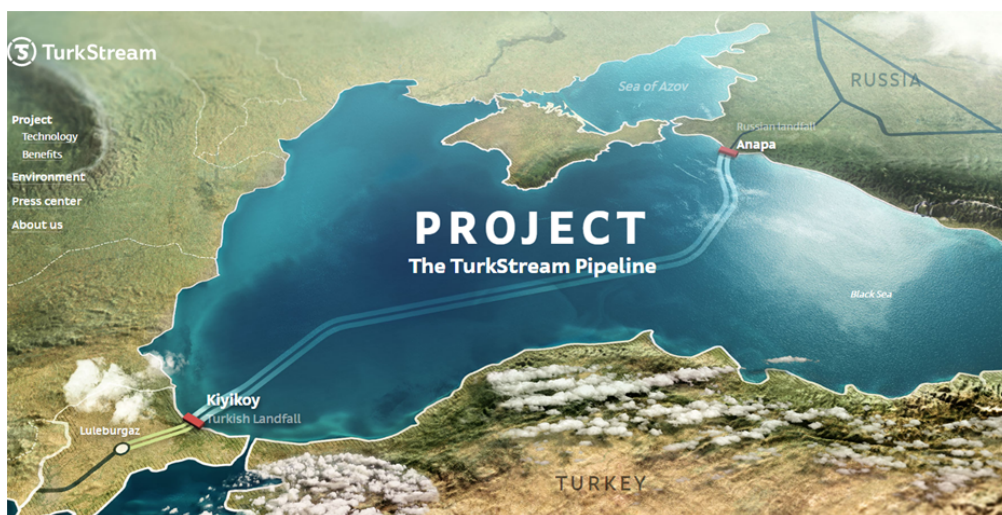 TurkStream
Project
Technology
Benefits
Environment
Press center
About us
Sea of Azov
RUSSIA
Russian landfall
Anapa
PROJECT
The TurkStream Pipeline
Black Sea
Kiyikoy
Turkish Landfall
Luleburgaz
TURKEY